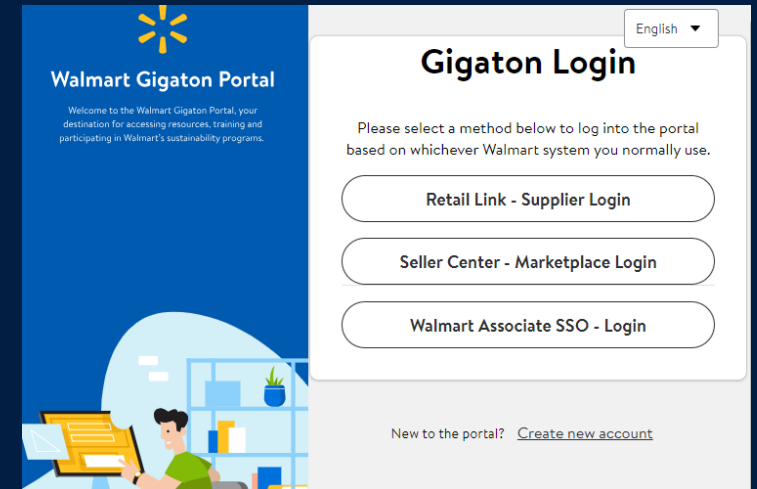 Walmart Gigaton Portal
Welcome to the Walmart Gigaton Portal, your
destination for accessing resources, training and
participating in Walmart's sustainability programs.
English
Gigaton Login
Please select a method below to log into the portal
based on whichever Walmart system you normally use.
Retail Link - Supplier Login
Seller Center - Marketplace Login
Walmart Associate SSO - Login
New to the portal? Create new account